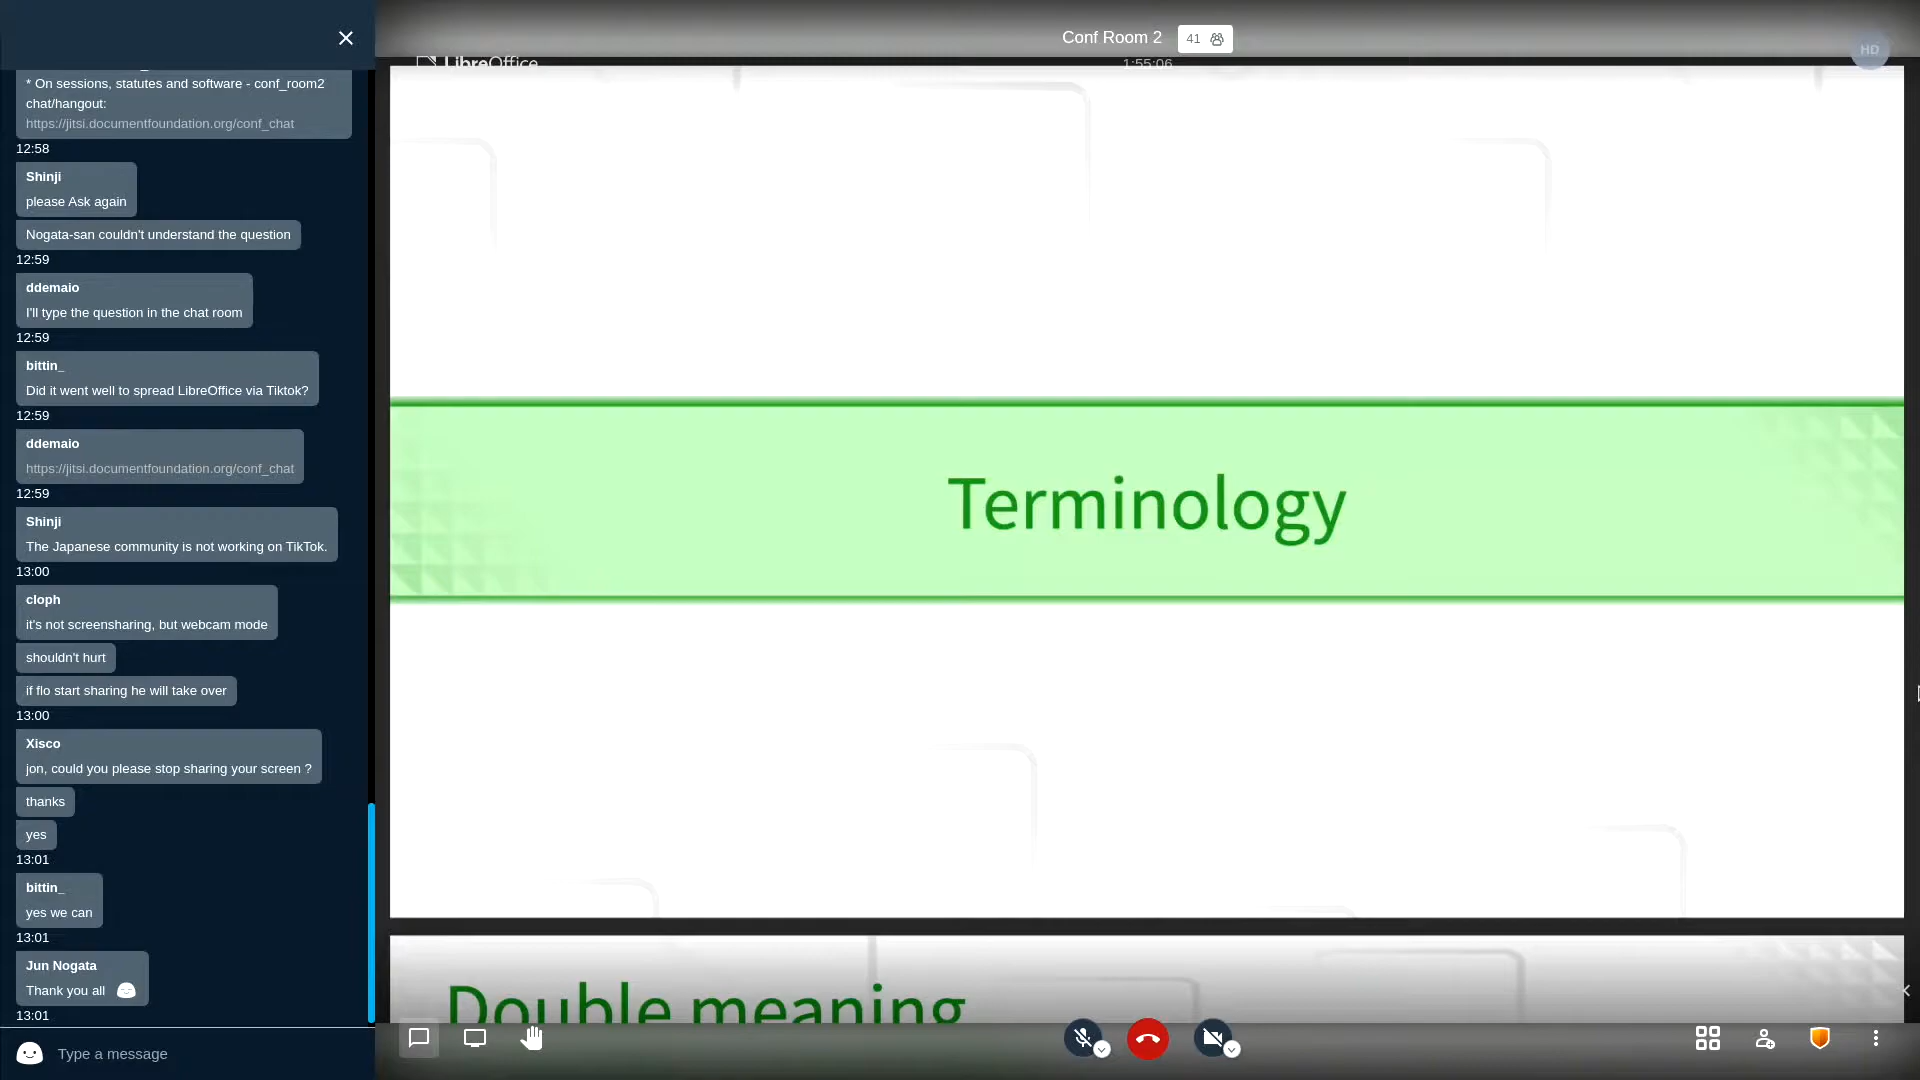 * On sessions, statutes and software - conf_room2
chat/hangout:
https://jitsi.documentfoundation.org/conf_chat
12:58
Shinji
please Ask again
Nogata-san couldn't understand the question
12:59
ddemaio
I'll type the question in the chat room
12:59
bittin_
Did it went well to spread LibreOffice via Tiktok?
12:59
ddemaio
https://jitsi.documentfoundation.org/conf_chat
12:59
Shinji
The Japanese community is not working on TikTok.
13:00
cloph
it's not screensharing, but webcam mode
shouldn't hurt
if flo start sharing he will take over
13:00
Xisco
jon, could you please stop sharing your screen ?
thanks
yes
13:01
bittin_
yes we can
13:01
Jun Nogata
Thank you all
13:01
Type a message
Conf Room 2
41
HD
LibreOffice
1:55:06
Terminology
Double meaning